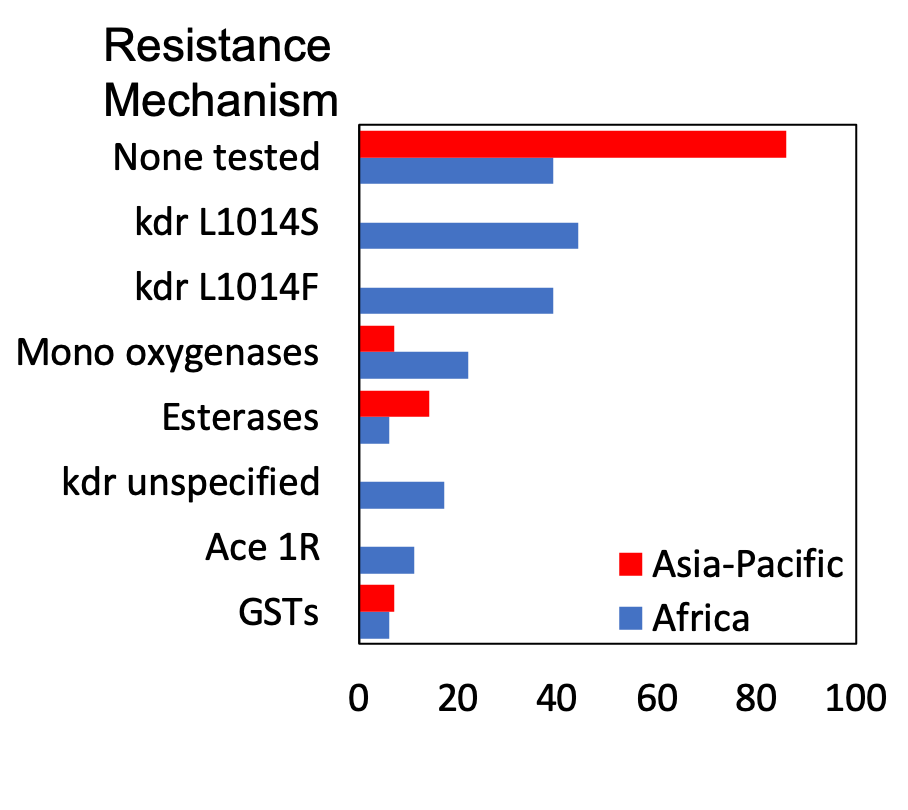 Resistance
Mechanism
None tested
kdr L1014S
kdr L1014F
Mono oxygenases
Esterases
kdr unspecified
Ace 1R
GSTs
Asia-Pacific
Africa
0 20 40 60 80 100